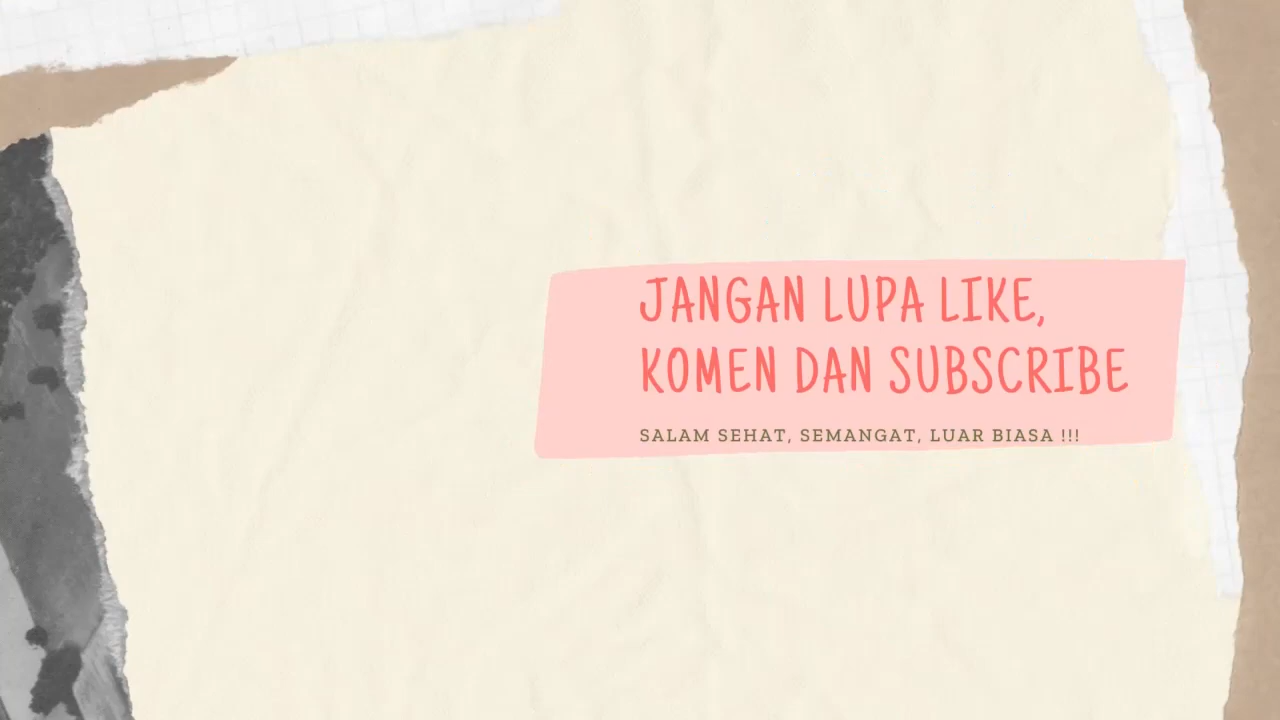 JANGAN LUPA LIKE,
KOMEN DAN SUBSCRIBE
SALAM SEHAT, SEMANGAT, LUAR BIASA !!!